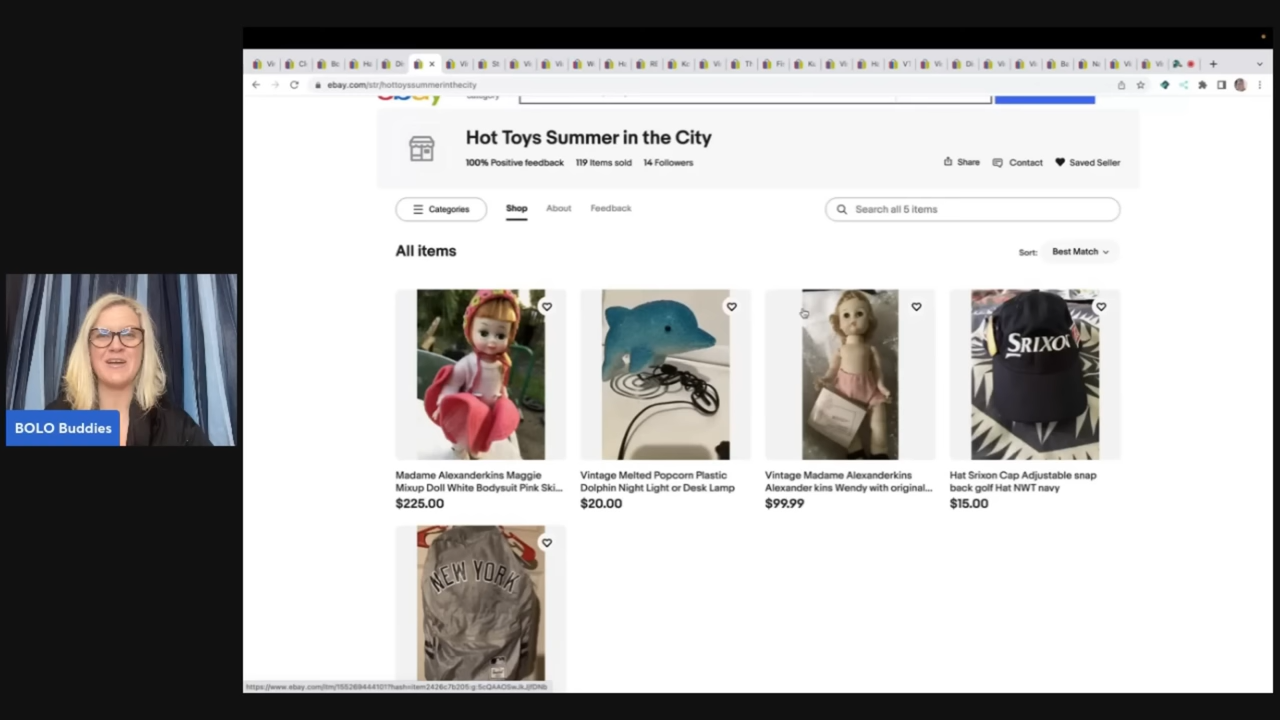 ebay.com/str/hottoyssummerinthecity
ebay
category
Hot Toys Summer in the City
100% Positive feedback 119 Items sold 14 Followers
Share Contact Saved Seller
Categories Shop About Feedback
Search all 5 items
All items
Sort: Best Match
SRIXON
Madame Alexanderkins Maggie
Mixup Doll White Bodysuit Pink Ski...
$225.00
Vintage Melted Popcorn Plastic
Dolphin Night Light or Desk Lamp
$20.00
Vintage Madame Alexanderkins
Alexander kins Wendy with original...
$99.99
Hat Srixon Cap Adjustable snap
back golf Hat NWT navy
$15.00
BOLO Buddies
NEW YORK